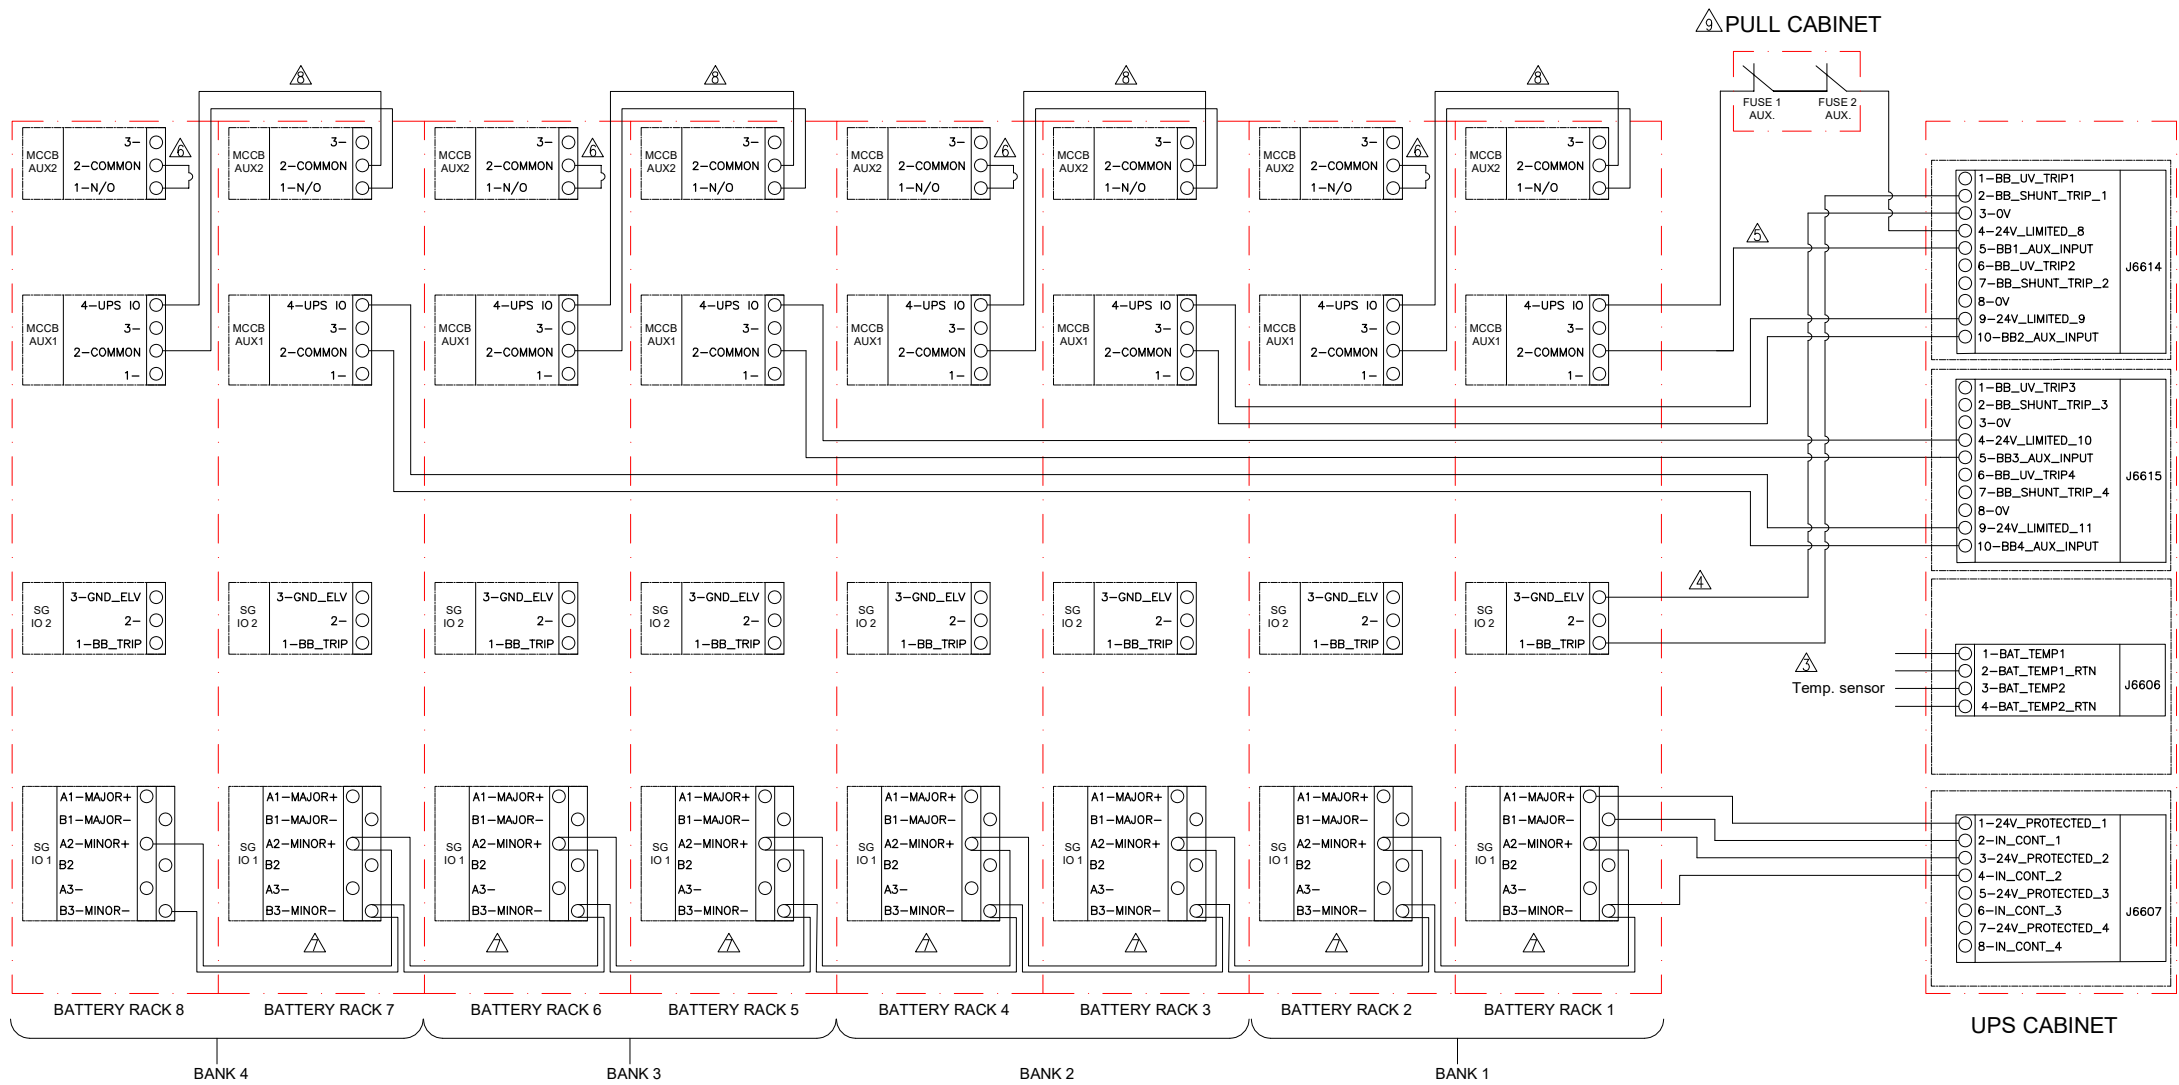 9 PULL CABINET
FUSE 1
AUX.
FUSE 2
AUX.
8
8
8
8
MCCB
AUX2
3-
2-COMMON
1-N/O
6
MCCB
AUX2
3-
2-COMMON
1-N/O
MCCB
AUX2
3-
2-COMMON
1-N/O
6
MCCB
AUX2
3-
2-COMMON
1-N/O
MCCB
AUX2
3-
2-COMMON
1-N/O
6
MCCB
AUX2
3-
2-COMMON
1-N/O
MCCB
AUX2
3-
2-COMMON
1-N/O
6
MCCB
AUX2
3-
2-COMMON
1-N/O
MCCB
AUX1
4-UPS IO
3-
2-COMMON
1-
MCCB
AUX1
4-UPS IO
3-
2-COMMON
1-
MCCB
AUX1
4-UPS IO
3-
2-COMMON
1-
MCCB
AUX1
4-UPS IO
3-
2-COMMON
1-
MCCB
AUX1
4-UPS IO
3-
2-COMMON
1-
MCCB
AUX1
4-UPS IO
3-
2-COMMON
1-
MCCB
AUX1
4-UPS IO
3-
2-COMMON
1-
MCCB
AUX1
4-UPS IO
3-
2-COMMON
1-
5
1-BB_UV_TRIP1
2-BB_SHUNT_TRIP_1
3-0V
4-24V_LIMITED_8
5-BB1_AUX_INPUT
6-BB_UV_TRIP2
7-BB_SHUNT_TRIP_2
8-0V
9-24V_LIMITED_9
10-BB2_AUX_INPUT
J6614
1-BB_UV_TRIP3
2-BB_SHUNT_TRIP_3
3-0V
4-24V_LIMITED_10
5-BB3_AUX_INPUT
6-BB_UV_TRIP4
7-BB_SHUNT_TRIP_4
8-0V
9-24V_LIMITED_11
10-BB4_AUX_INPUT
J6615
SG
IO 2
3-GND_ELV
2-
1-BB_TRIP
SG
IO 2
3-GND_ELV
2-
1-BB_TRIP
SG
IO 2
3-GND_ELV
2-
1-BB_TRIP
SG
IO 2
3-GND_ELV
2-
1-BB_TRIP
SG
IO 2
3-GND_ELV
2-
1-BB_TRIP
SG
IO 2
3-GND_ELV
2-
1-BB_TRIP
SG
IO 2
3-GND_ELV
2-
1-BB_TRIP
SG
IO 2
3-GND_ELV
2-
1-BB_TRIP
4
3
Temp. sensor
1-BAT_TEMP1
2-BAT_TEMP1_RTN
3-BAT_TEMP2
4-BAT_TEMP2_RTN
J6606
SG
IO 1
A1-MAJOR+
B1-MAJOR-
A2-MINOR+
B2
A3-
B3-MINOR-
SG
IO 1
A1-MAJOR+
B1-MAJOR-
A2-MINOR+
B2
A3-
B3-MINOR-
7
SG
IO 1
A1-MAJOR+
B1-MAJOR-
A2-MINOR+
B2
A3-
B3-MINOR-
7
SG
IO 1
A1-MAJOR+
B1-MAJOR-
A2-MINOR+
B2
A3-
B3-MINOR-
7
SG
IO 1
A1-MAJOR+
B1-MAJOR-
A2-MINOR+
B2
A3-
B3-MINOR-
7
SG
IO 1
A1-MAJOR+
B1-MAJOR-
A2-MINOR+
B2
A3-
B3-MINOR-
7
SG
IO 1
A1-MAJOR+
B1-MAJOR-
A2-MINOR+
B2
A3-
B3-MINOR-
7
SG
IO 1
A1-MAJOR+
B1-MAJOR-
A2-MINOR+
B2
A3-
B3-MINOR-
7
1-24V_PROTECTED_1
2-IN_CONT_1
3-24V_PROTECTED_2
4-IN_CONT_2
5-24V_PROTECTED_3
6-IN_CONT_3
7-24V_PROTECTED_4
8-IN_CONT_4
J6607
BATTERY RACK 8
BATTERY RACK 7
BATTERY RACK 6
BATTERY RACK 5
BATTERY RACK 4
BATTERY RACK 3
BATTERY RACK 2
BATTERY RACK 1
UPS CABINET
BANK 4
BANK 3
BANK 2
BANK 1